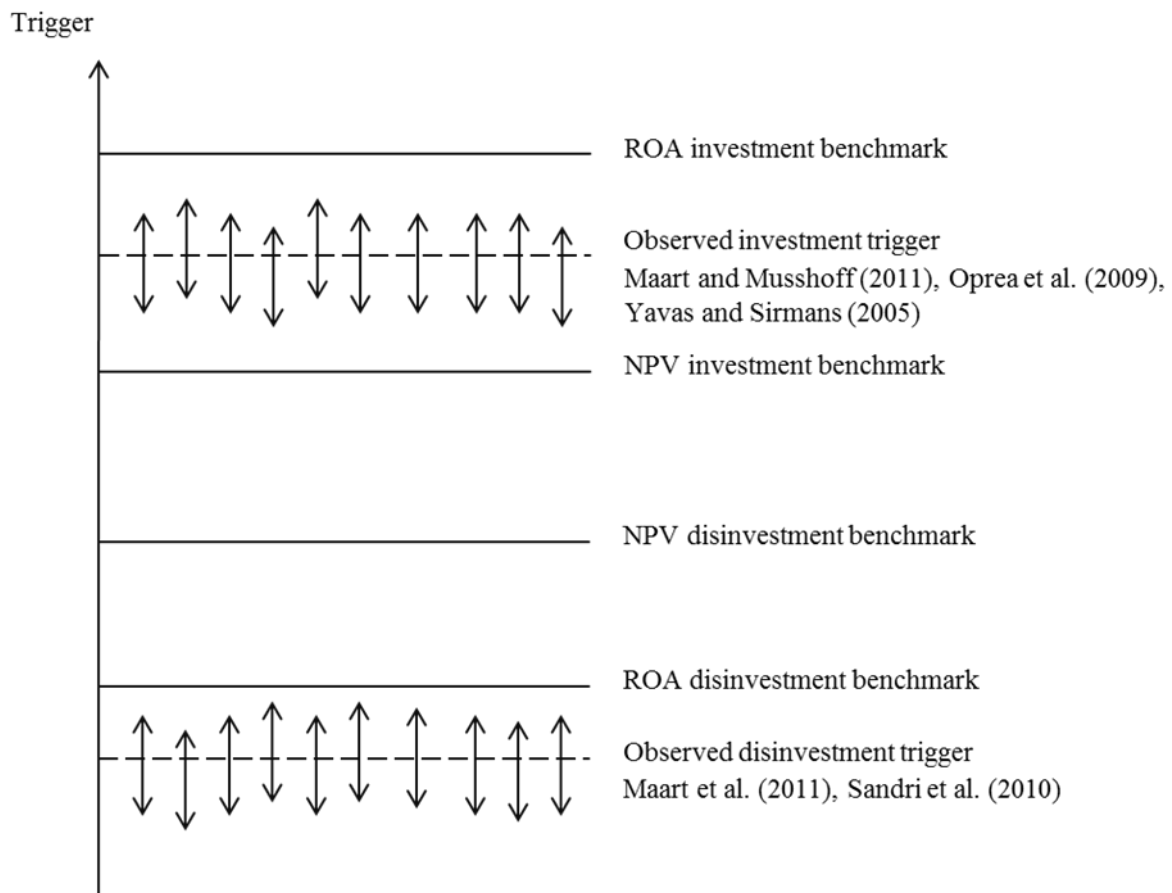 Trigger
ROA investment benchmark
Observed investment trigger
Maart and Musshoff (2011), Oprea et al. (2009),
Yavas and Sirmans (2005)
NPV investment benchmark
NPV disinvestment benchmark
ROA disinvestment benchmark
Observed disinvestment trigger
Maart et al. (2011), Sandri et al. (2010)